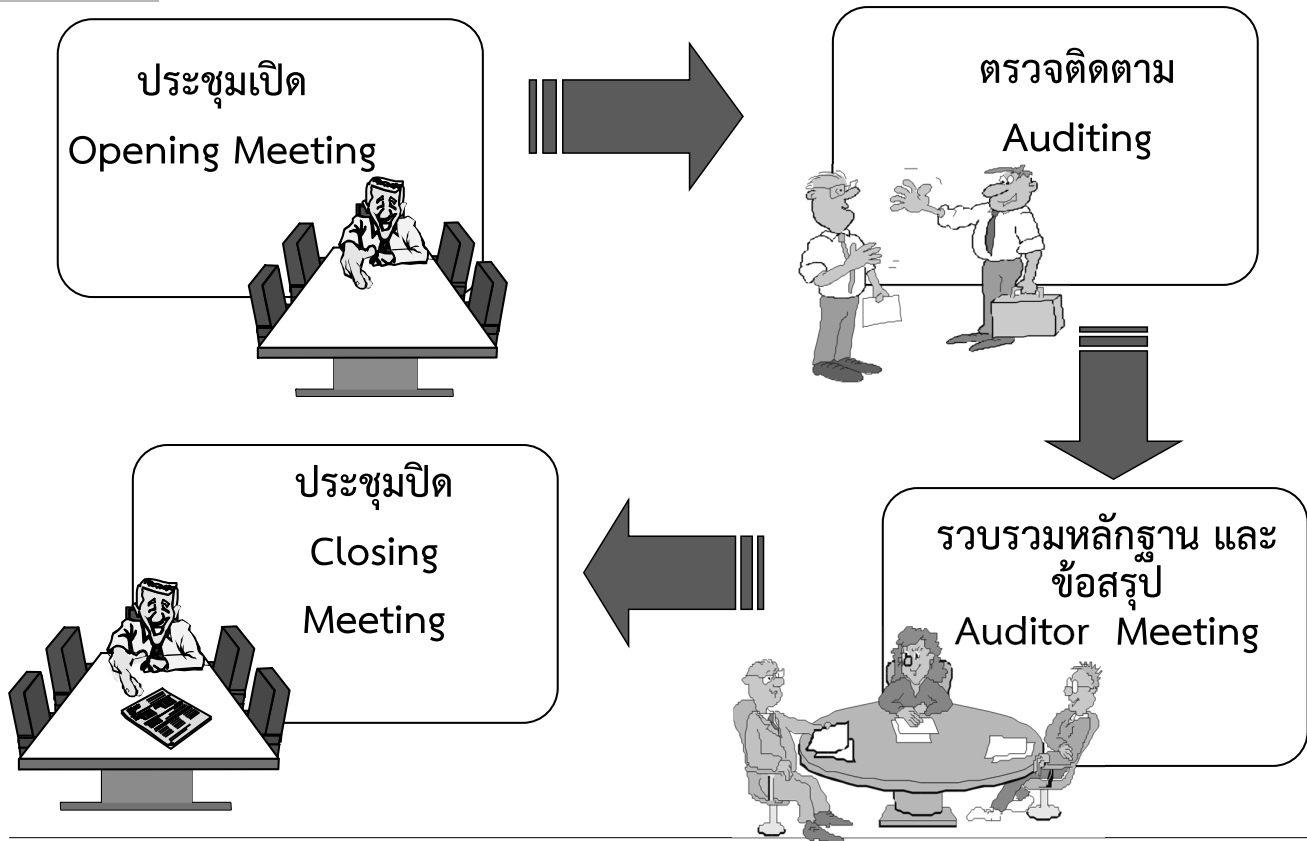 ประชุมเปิด
Opening Meeting
ตรวจติดตาม
Auditing
รวบรวมหลักฐาน และ
ข้อสรุป
Auditor Meeting
ประชุมปิด
Closing
Meeting